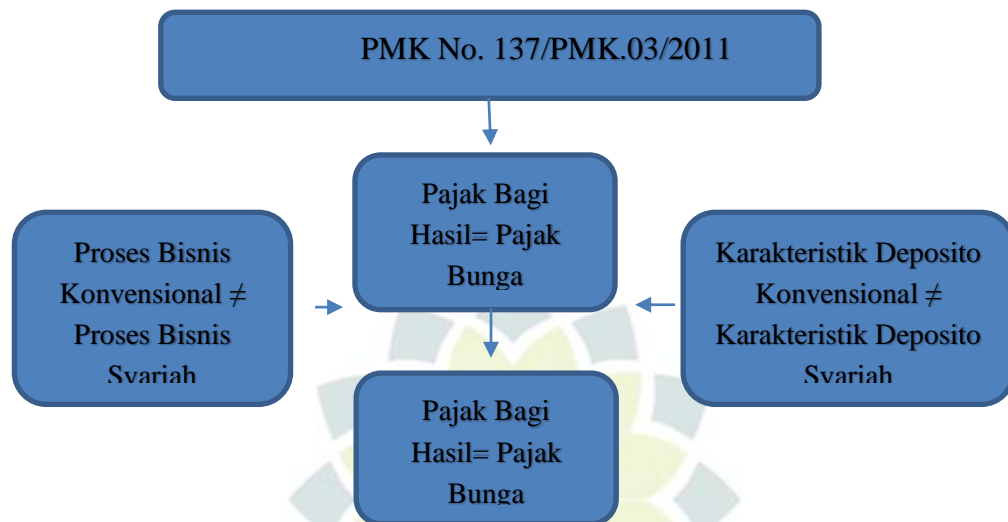 PMK No. 137/PMK.03/2011
Pajak Bagi
Hasil= Pajak
Bunga
Proses Bisnis
Konvensional ≠
Proses Bisnis
Syariah
Karakteristik Deposito
Konvensional ≠
Karakteristik Deposito
Syariah
Pajak Bagi
Hasil= Pajak
Bunga